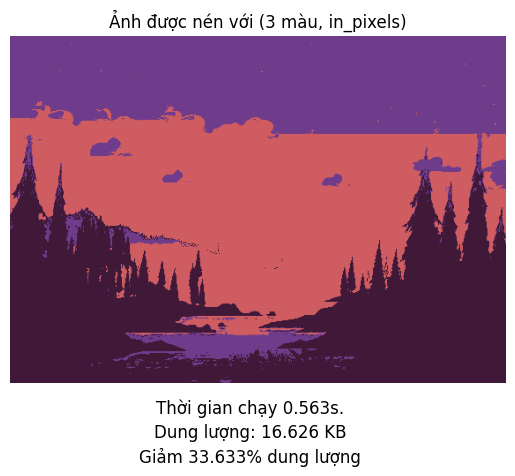 Ảnh được nén với (3 màu, in_pixels)
Thời gian chạy 0.563s.
Dung lượng: 16.626 KB
Giảm 33.633% dung lượng